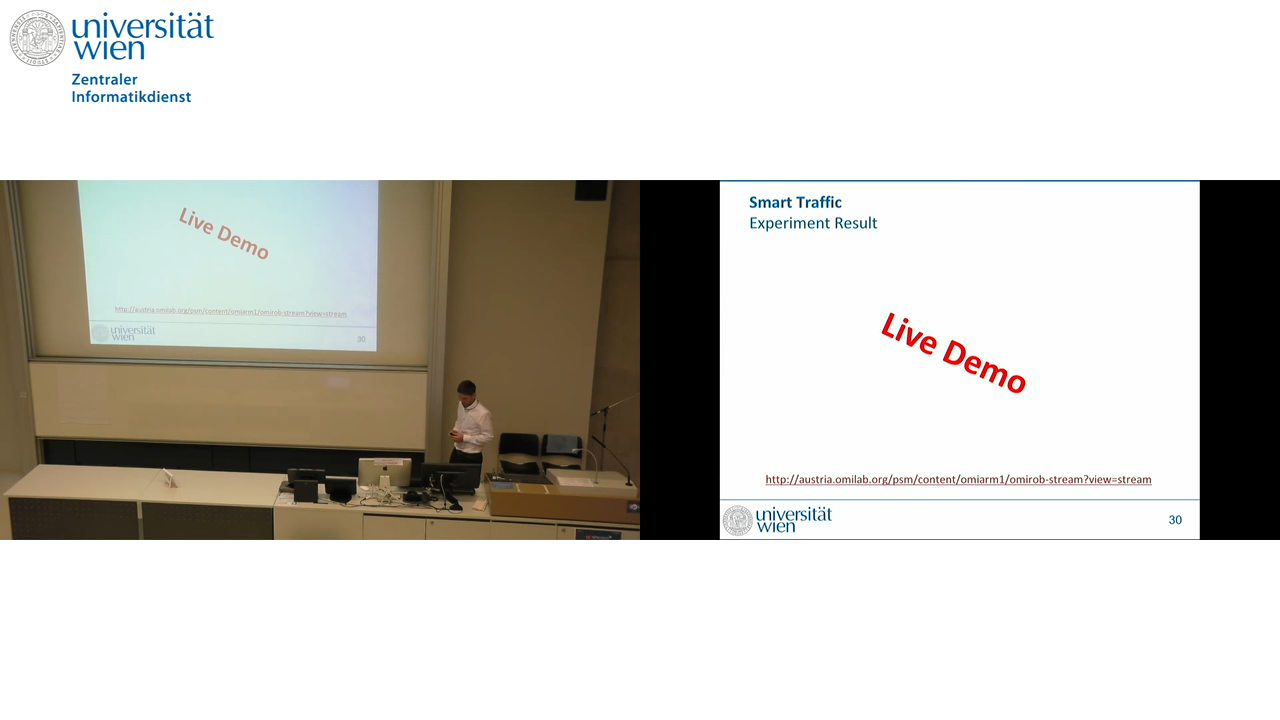 universität
wien
Zentraler
Informatikdienst
Live Demo
http://austria.omilab.org/psm/content/omiarm1/omirob-stream?view=stream
universität
wien
30
Smart Traffic
Experiment Result
Live Demo
http://austria.omilab.org/psm/content/omiarm1/omirob-stream?view=stream
universität
wien
30